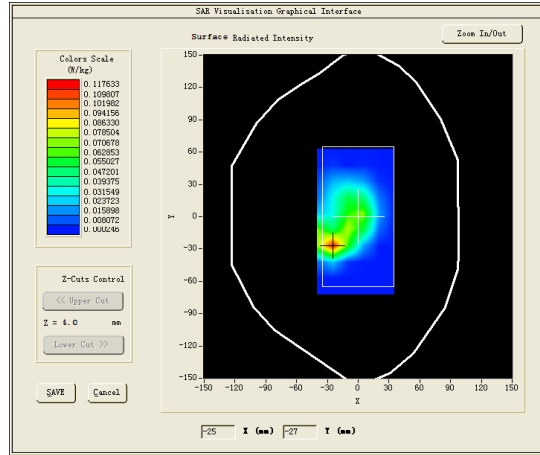 SAR Visualisation Graphical Interface
Surface Radiated Intensity
Zoom In/Out
Colors Scale
(W/kg)
0.117633
0.109807
0.101982
0.094156
0.086330
0.078504
0.070678
0.062853
0.055027
0.047201
0.039375
0.031549
0.023723
0.015898
0.008072
0.000246
Z-Cuts Control
<< Upper Cut
Z = 4.0 mm
Lower Cut >>
SAVE Cancel
150
120
90
60
30
0
-30
-60
-90
-120
-150
Y
-150 -120 -90 -60 -30 0 30 60 90 120 150
X
-25 X (mm) -27 Y (mm)